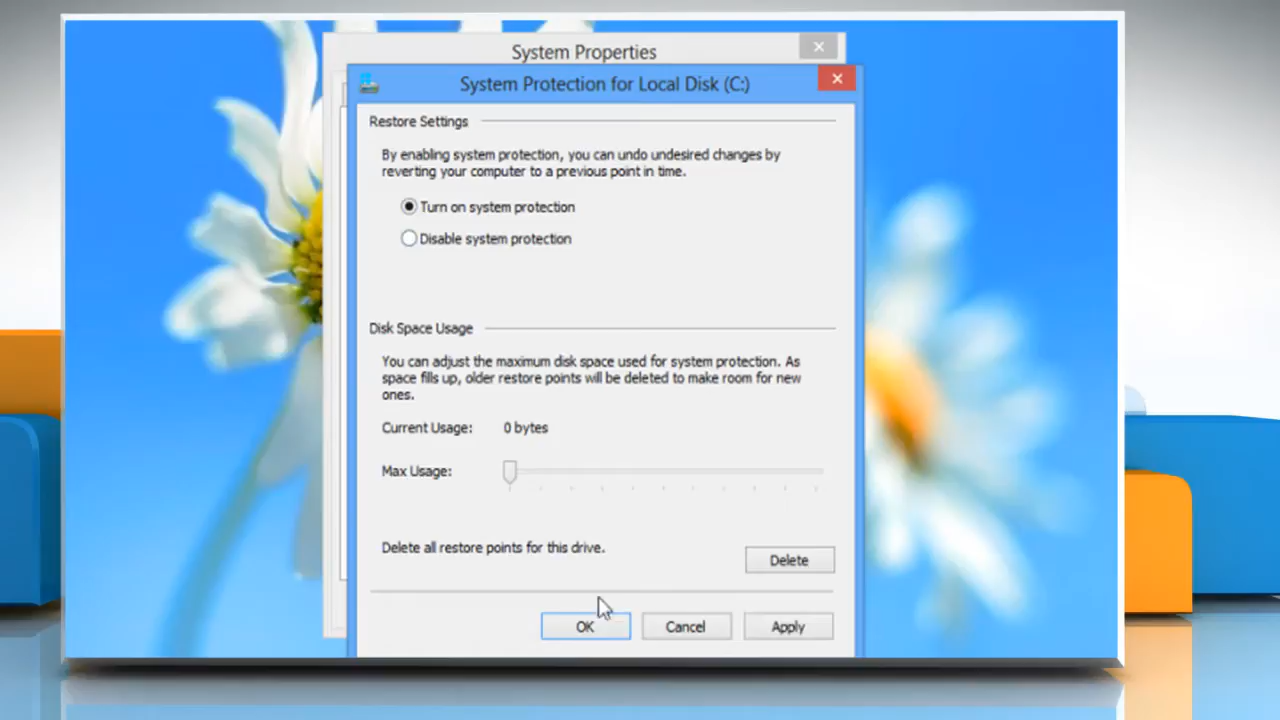 System Properties
System Protection for Local Disk (C:)
Restore Settings
By enabling system protection, you can undo undesired changes by
reverting your computer to a previous point in time.
Turn on system protection
Disable system protection
Disk Space Usage
You can adjust the maximum disk space used for system protection. As
space fills up, older restore points will be deleted to make room for new
ones.
Current Usage: 0 bytes
Max Usage:
Delete all restore points for this drive.
Delete
OK Cancel Apply